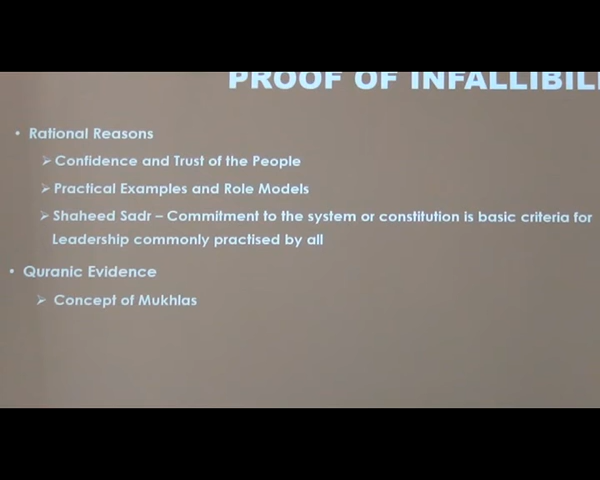 PROOF OF INFALLIBILI
• Rational Reasons
➢ Confidence and Trust of the People
➢ Practical Examples and Role Models
➢ Shaheed Sadr – Commitment to the system or constitution is basic criteria for
Leadership commonly practised by all
• Quranic Evidence
➢ Concept of Mukhlas